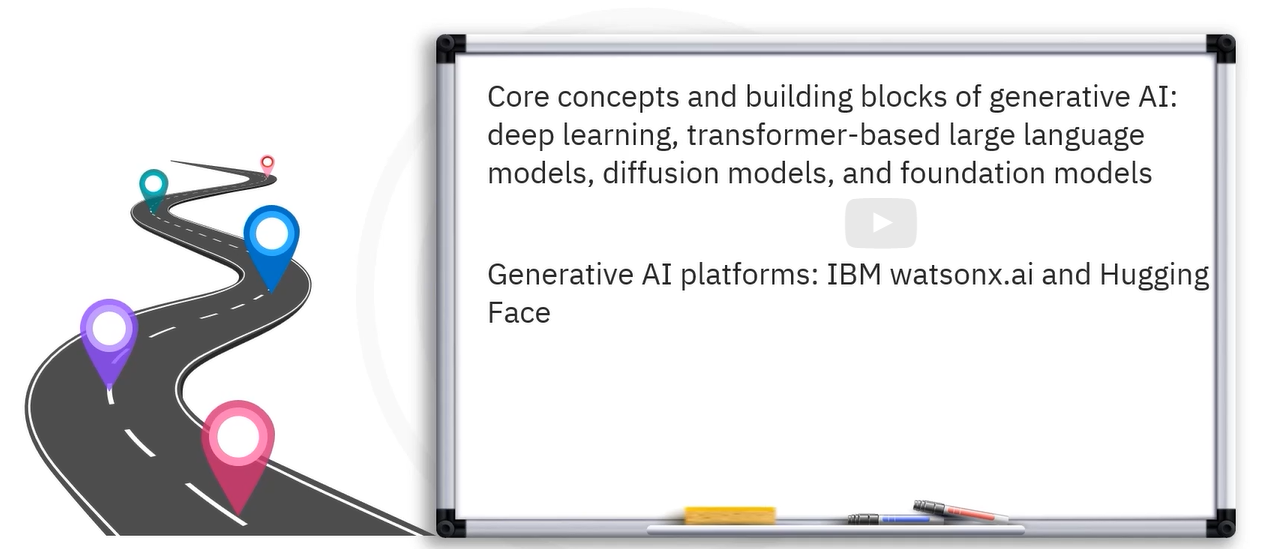 Core concepts and building blocks of generative AI:
deep learning, transformer-based large language
models, diffusion models, and foundation models
Generative AI platforms: IBM watsonx.ai and Hugging
Face